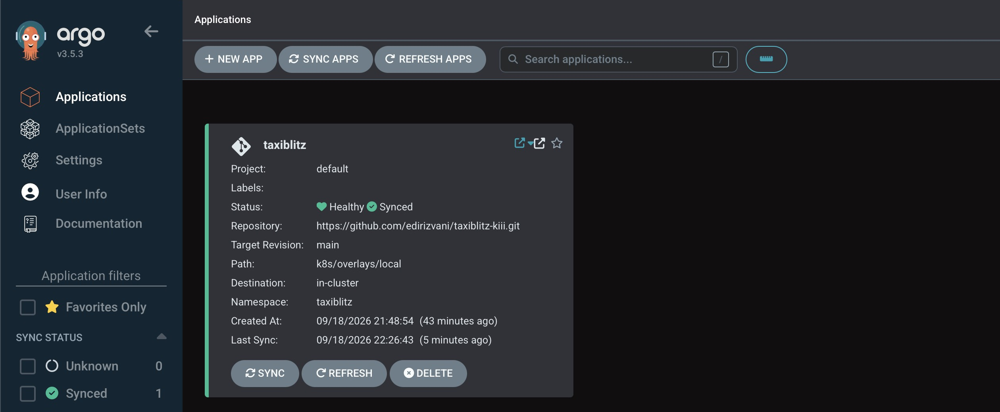 argo
v3.5.3
Applications
ApplicationSets
Settings
User Info
Documentation
Application filters
Favorites Only
SYNC STATUS
Unknown 0
Synced 1
Applications
NEW APP SYNC APPS REFRESH APPS Search applications... /
taxiblitz
Project: default
Labels:
Status: Healthy Synced
Repository: https://github.com/edirizvani/taxiblitz-kiii.git
Target Revision: main
Path: k8s/overlays/local
Destination: in-cluster
Namespace: taxiblitz
Created At: 09/18/2026 21:48:54 (43 minutes ago)
Last Sync: 09/18/2026 22:26:43 (5 minutes ago)
SYNC REFRESH DELETE